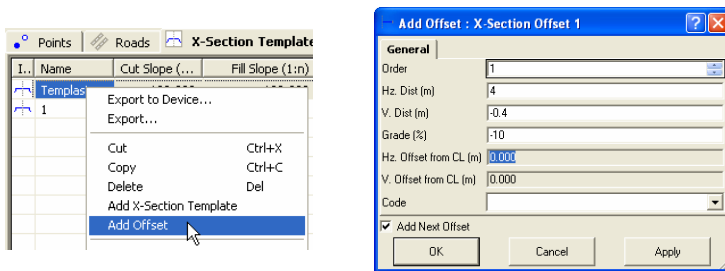 Points Roads X-Section Template
I.. Name Cut Slope (... Fill Slope (1:n)
Templas
1
Export to Device...
Export...
Cut Ctrl+X
Copy Ctrl+C
Delete Del
Add X-Section Template
Add Offset
Add Offset : X-Section Offset 1
General
Order 1
Hz. Dist (m) 4
V. Dist (m) -0.4
Grade (%) -10
Hz. Offset from CL (m) 0.000
V. Offset from CL (m) 0.000
Code
Add Next Offset
OK Cancel Apply